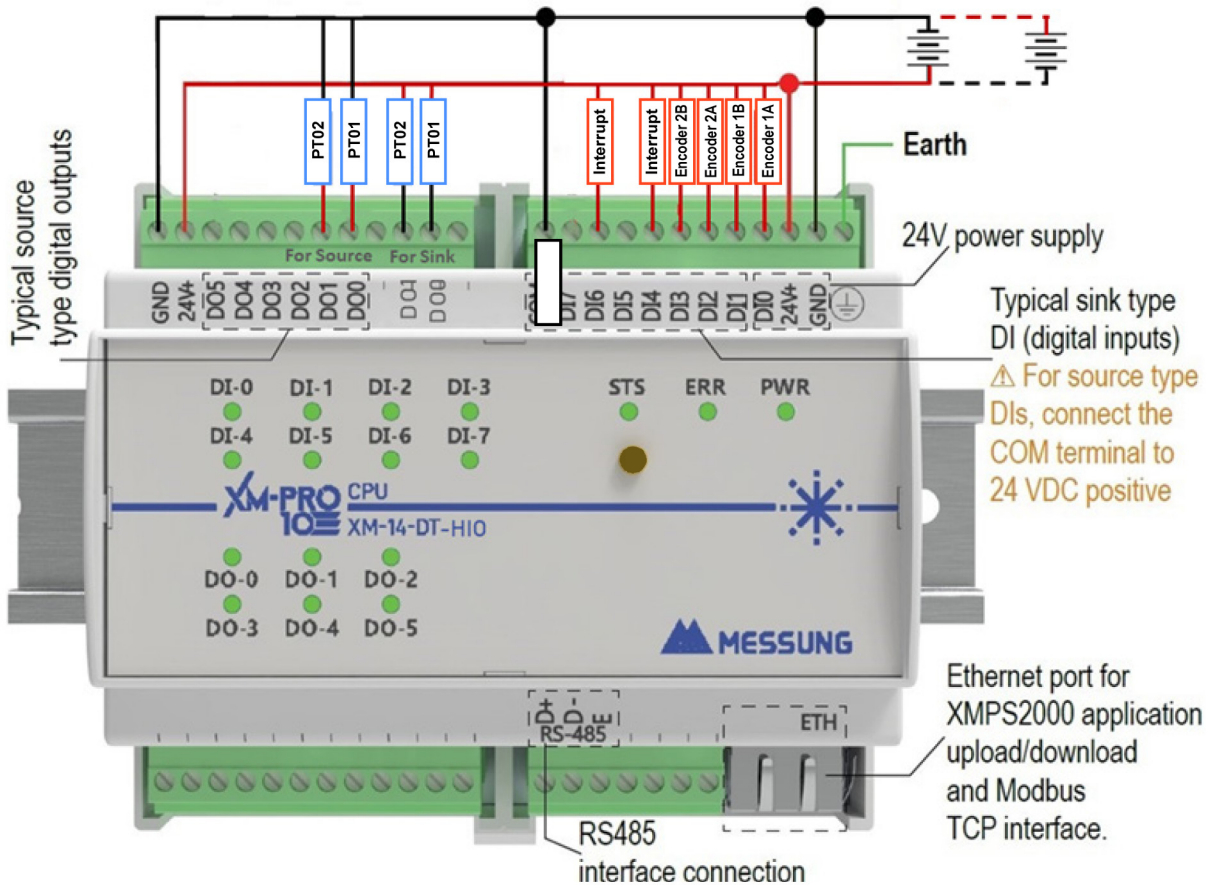 PT02
PT01
PT02
PT01
Interrupt
Interrupt
Encoder 2B
Encoder 2A
Encoder 1B
Encoder 1A
Earth
Typical source
type digital outputs
For Source
For Sink
24V power supply
GND
24V+
DO5
DO4
DO3
DO2
DO1
DO0
DI7
DI6
DI5
DI4
DI3
DI2
DI1
DI0
24V+
GND
Typical sink type
DI (digital inputs)
⚠ For source type
DIs, connect the
COM terminal to
24 VDC positive
DI-0 DI-1 DI-2 DI-3
DI-4 DI-5 DI-6 DI-7
STS ERR PWR
XM-PRO
10
CPU
XM-14-DT-HIO
DO-0 DO-1 DO-2
DO-3 DO-4 DO-5
MESSUNG
D+
D-
E
RS-485
ETH
Ethernet port for
XMPS2000 application
upload/download
and Modbus
TCP interface.
RS485
interface connection